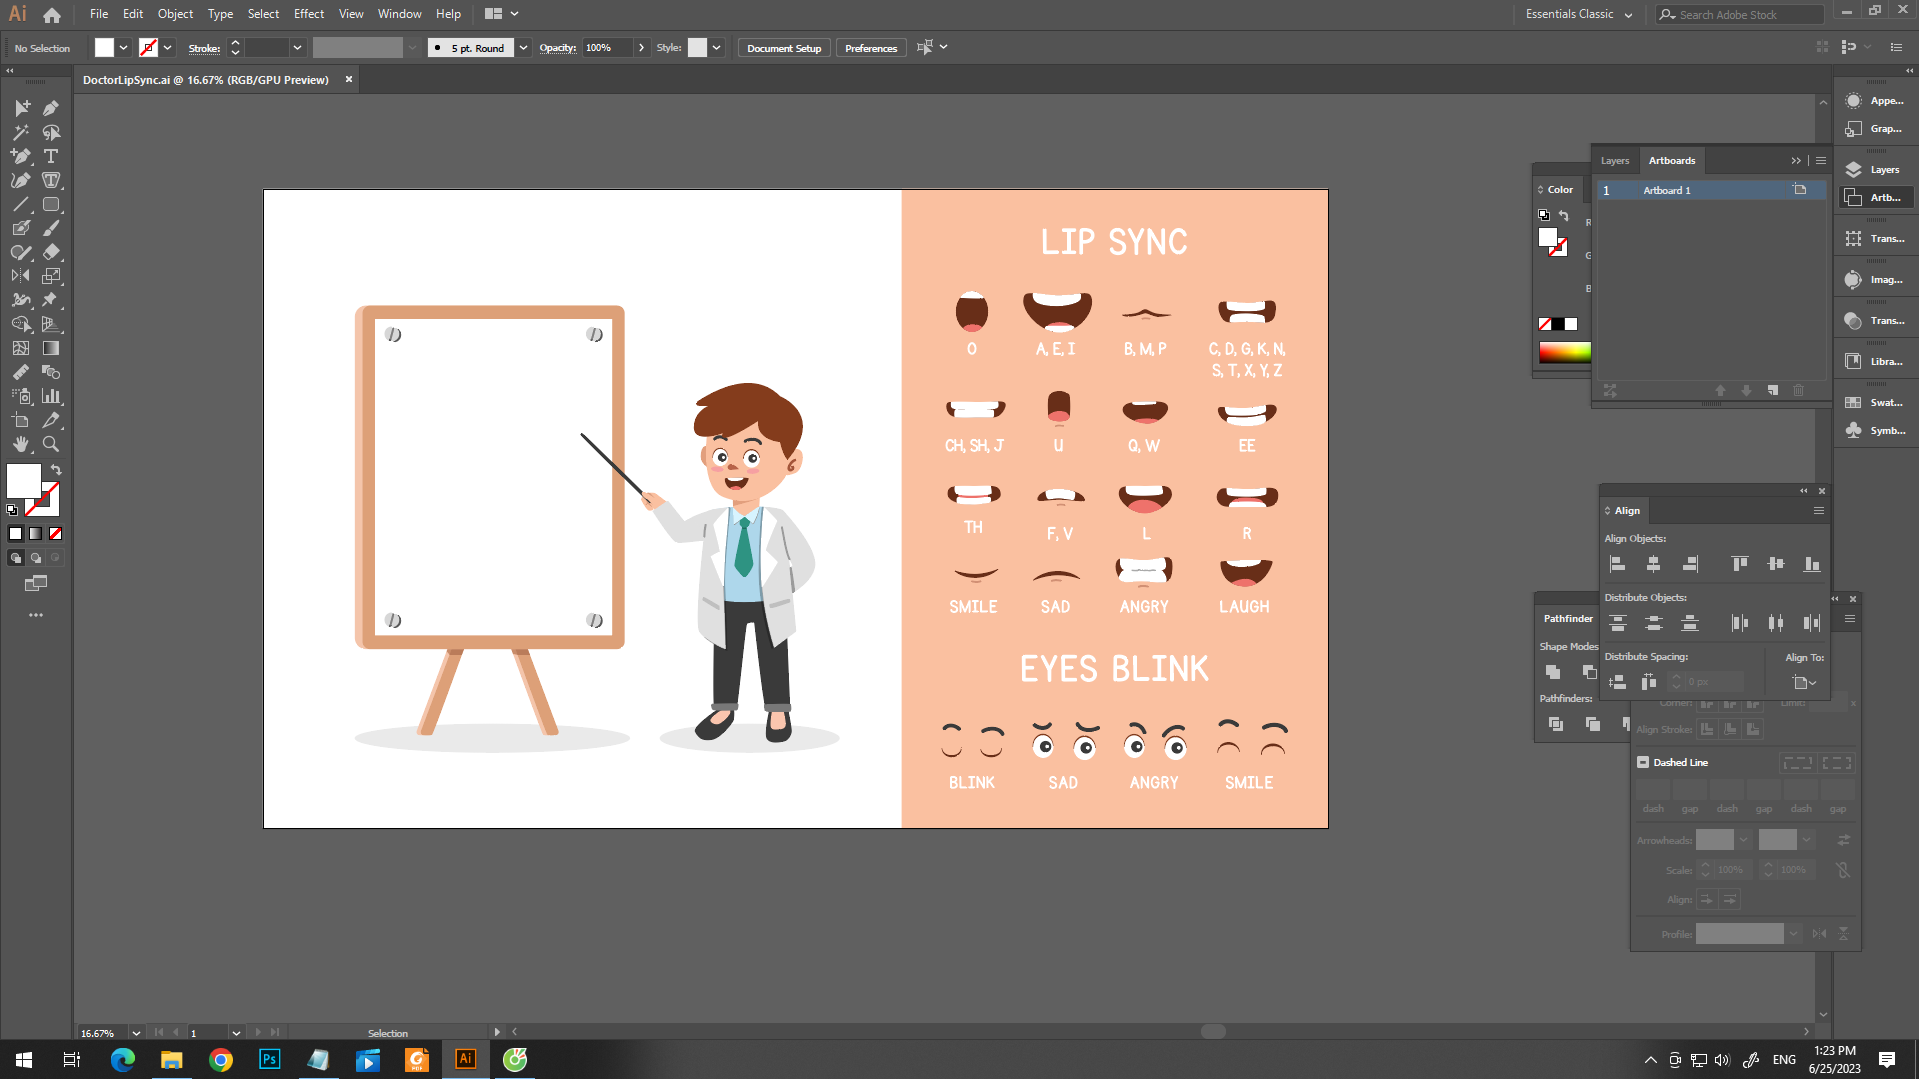 Ai File Edit Object Type Select Effect View Window Help Essentials Classic Search Adobe Stock
No Selection Stroke: 5 pt. Round Opacity: 100% Style: Document Setup Preferences
DoctorLipSync.ai @ 16.67% (RGB/GPU Preview)
LIP SYNC
O A, E, I B, M, P C, D, G, K, N,
S, T, X, Y, Z
CH, SH, J U Q, W EE
TH F, V L R
SMILE SAD ANGRY LAUGH
EYES BLINK
BLINK SAD ANGRY SMILE
Color
R
G
B
Layers Artboards
1 Artboard 1
Appe...
Grap...
Layers
Artb...
Trans...
Imag...
Trans...
Libra...
Swat...
Symb...
Align
Align Objects:
Distribute Objects:
Distribute Spacing:
Align To:
0 px
Pathfinder
Shape Modes
Pathfinders:
Corner: Limit: x
Align Stroke:
Dashed Line
dash gap dash gap dash gap
Arrowheads:
Scale: 100% 100%
Align:
Profile:
16.67% 1 Selection
Ps PDF Ai
ENG
1:23 PM
6/25/2023